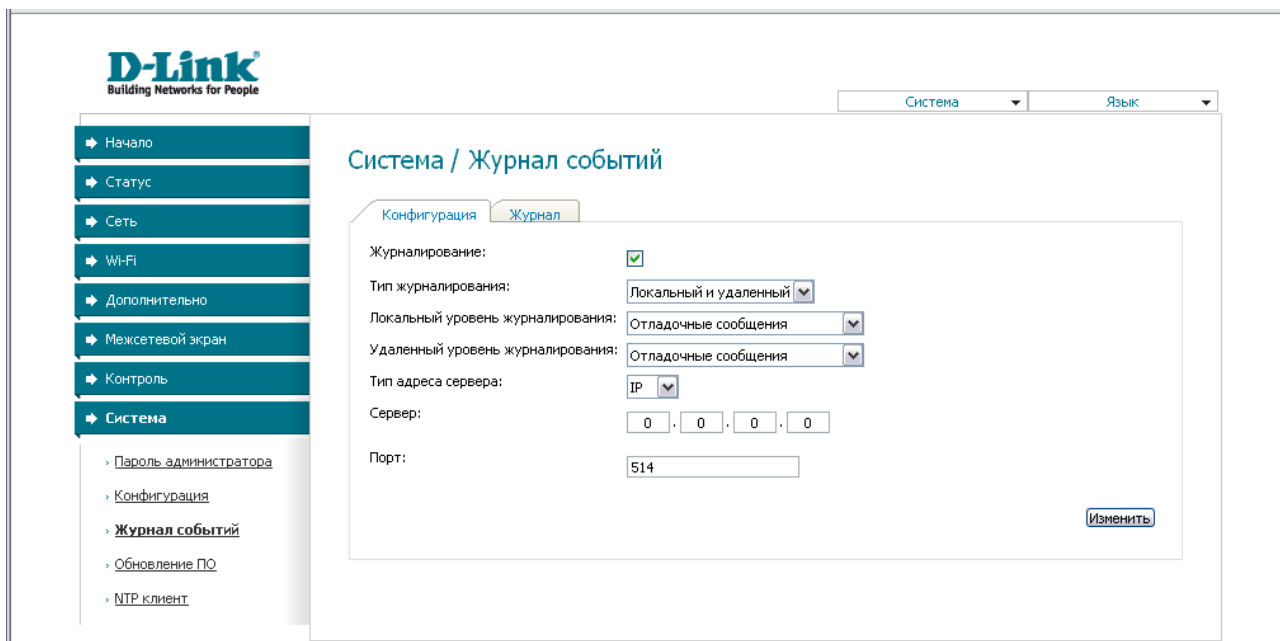 D-Link
Building Networks for People
Система
Язык
Начало
Статус
Сеть
Wi-Fi
Дополнительно
Межсетевой экран
Контроль
Система
Пароль администратора
Конфигурация
Журнал событий
Обновление ПО
NTP клиент
Система / Журнал событий
Конфигурация
Журнал
Журналирование:
Тип журналирования: Локальный и удаленный
Локальный уровень журналирования: Отладочные сообщения
Удаленный уровень журналирования: Отладочные сообщения
Тип адреса сервера: IP
Сервер: 0 . 0 . 0 . 0
Порт: 514
Изменить